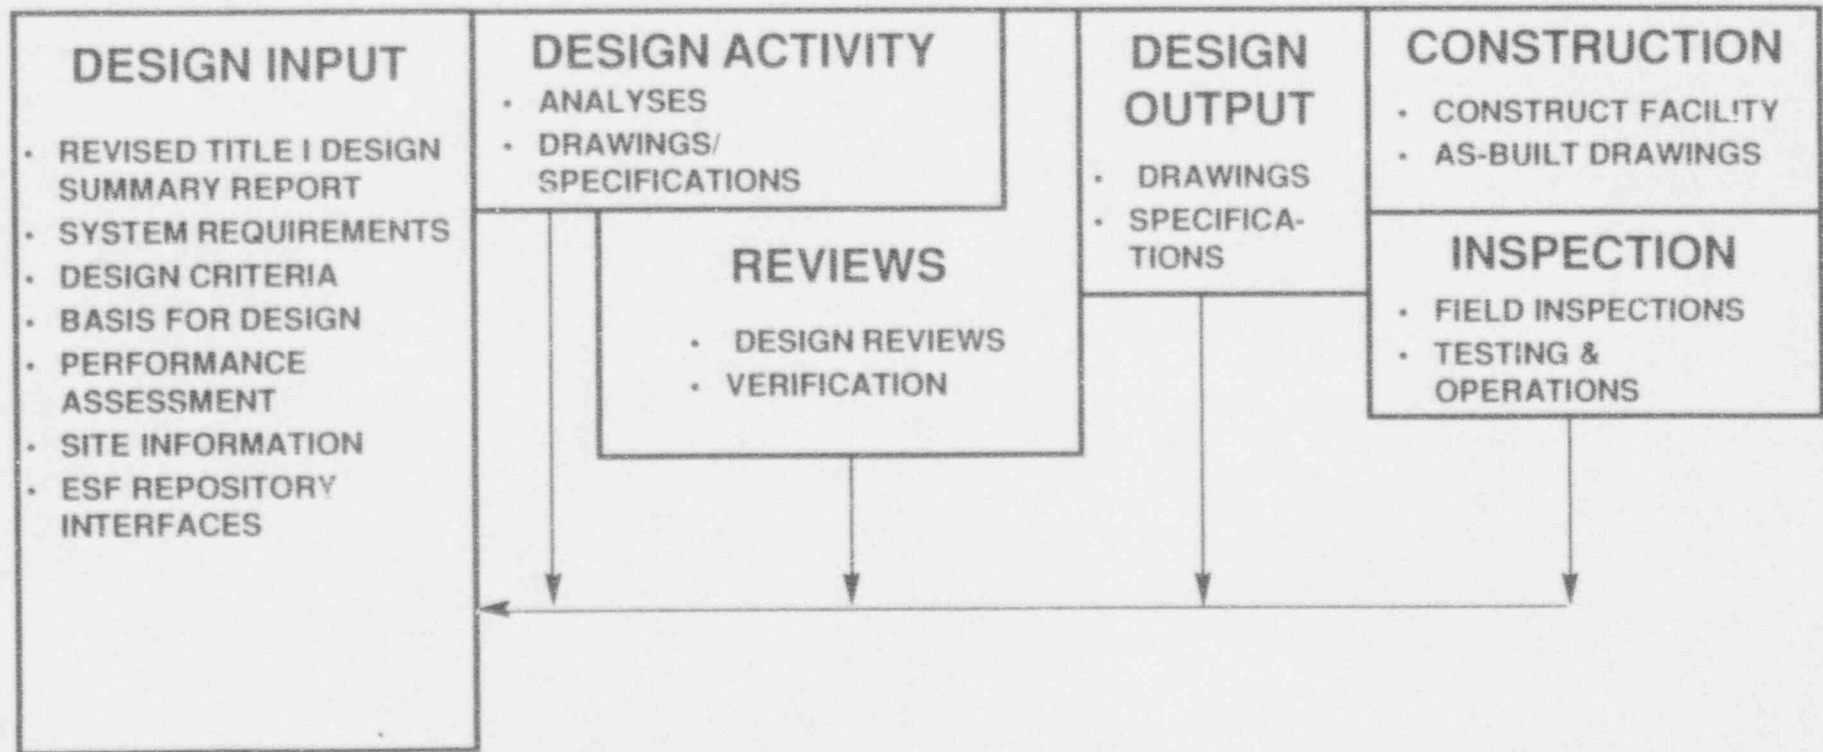 DESIGN INPUT
· REVISED TITLE I DESIGN
SUMMARY REPORT
· SYSTEM REQUIREMENTS
· DESIGN CRITERIA
· BASIS FOR DESIGN
· PERFORMANCE
ASSESSMENT
· SITE INFORMATION
· ESF REPOSITORY
INTERFACES
DESIGN ACTIVITY
· ANALYSES
· DRAWINGS/
SPECIFICATIONS
REVIEWS
· DESIGN REVIEWS
· VERIFICATION
DESIGN
OUTPUT
· DRAWINGS
· SPECIFICA-
TIONS
CONSTRUCTION
· CONSTRUCT FACILITY
· AS-BUILT DRAWINGS
INSPECTION
· FIELD INSPECTIONS
· TESTING &
OPERATIONS